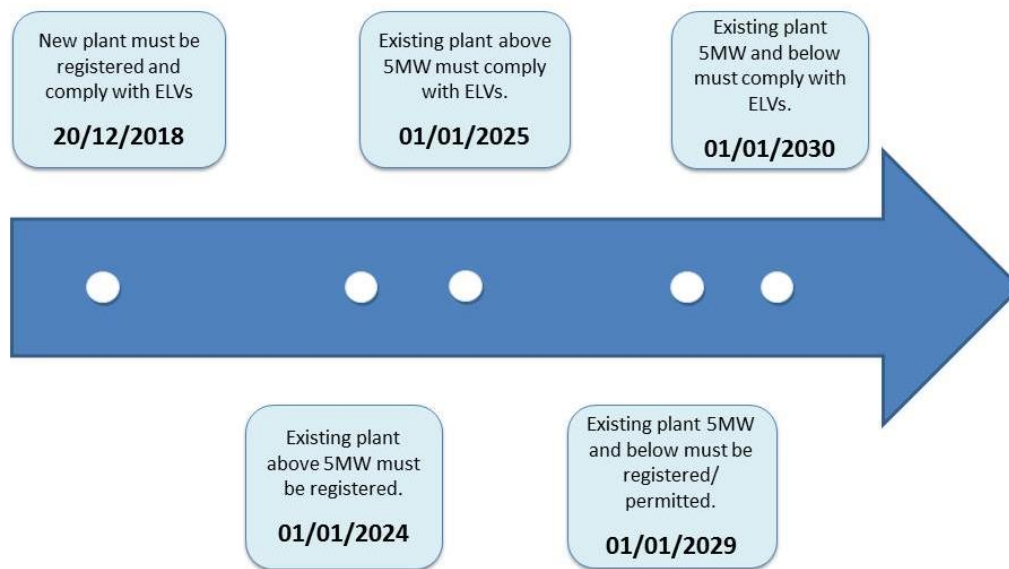 New plant must be
registered and
comply with ELVs
20/12/2018
Existing plant above
5MW must comply
with ELVs.
01/01/2025
Existing plant
5MW and below
must comply with
ELVs.
01/01/2030
Existing plant
above 5MW must
be registered.
01/01/2024
Existing plant 5MW
and below must be
registered/
permitted.
01/01/2029